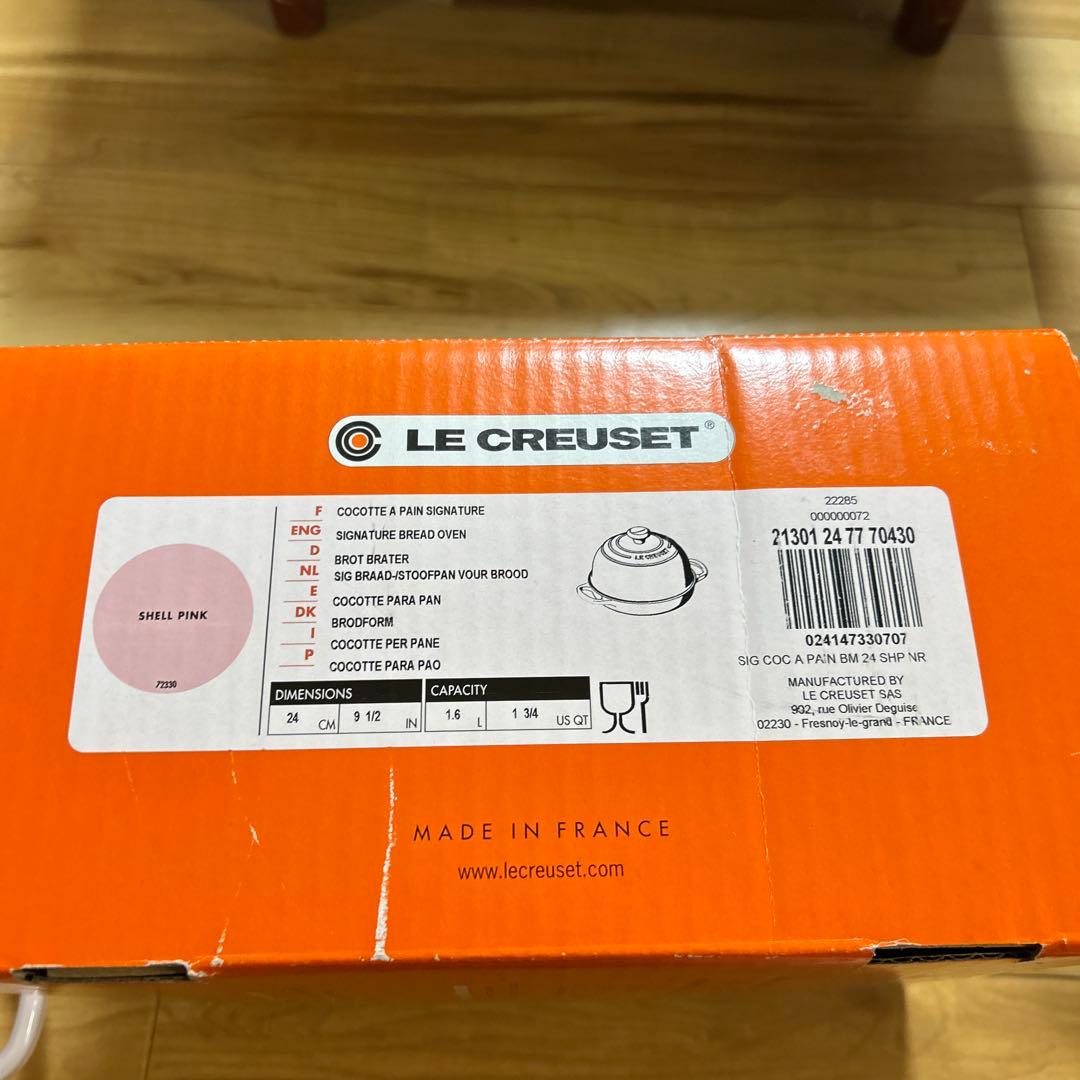 LE CREUSET®
SHELL PINK
72330
F COCOTTE A PAIN SIGNATURE
ENG SIGNATURE BREAD OVEN
D BROT BRATER
NL SIG BRAAD-/STOOFPAN VOUR BROOD
E COCOTTE PARA PAN
DK BRODFORM
I COCOTTE PER PANE
P COCOTTE PARA PAO
DIMENSIONS
24 CM 9 1/2 IN
CAPACITY
1.6 L 1 3/4 US QT
LE CREUSET
22285
000000072
21301 24 77 70430
024147330707
SIG COC A PAIN BM 24 SHP NR
MANUFACTURED BY
LE CREUSET SAS
902, rue Olivier Deguise
02230 - Fresnoy-le-grand - FRANCE
MADE IN FRANCE
www.lecreuset.com